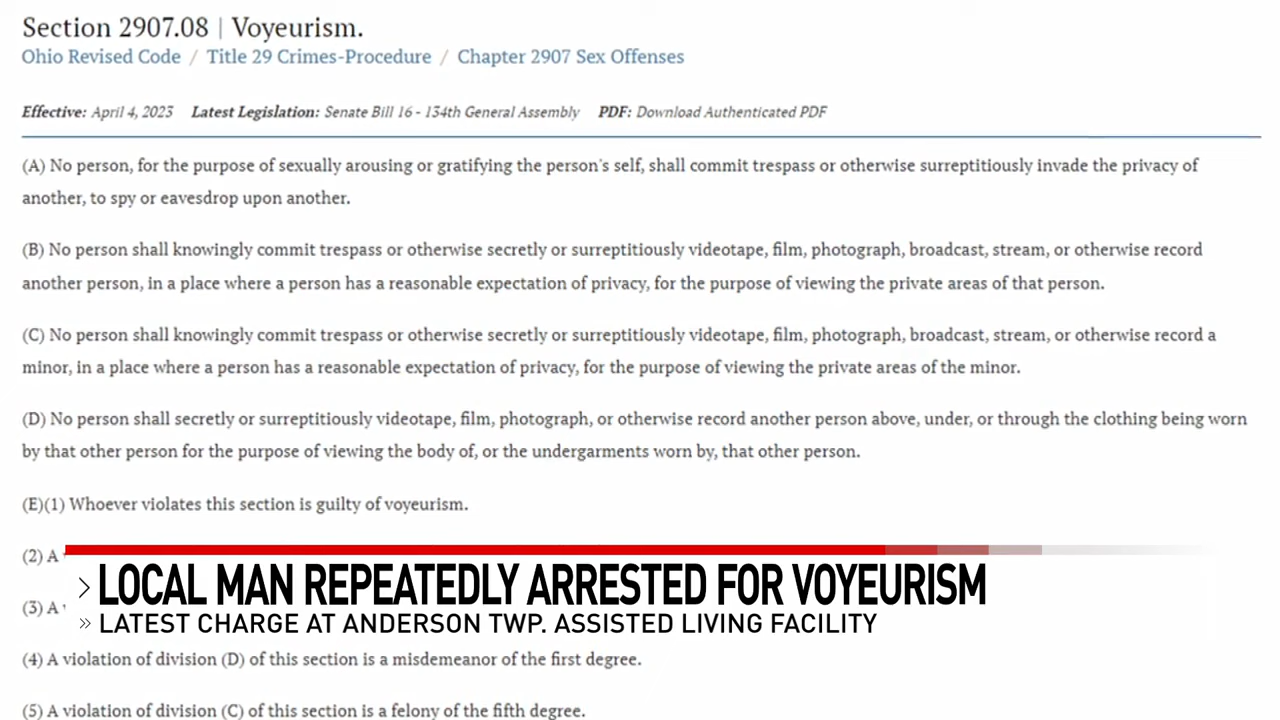 Section 2907.08 | Voyeurism.
Ohio Revised Code / Title 29 Crimes-Procedure / Chapter 2907 Sex Offenses
Effective: April 4, 2023 Latest Legislation: Senate Bill 16 - 134th General Assembly PDF: Download Authenticated PDF
(A) No person, for the purpose of sexually arousing or gratifying the person's self, shall commit trespass or otherwise surreptitiously invade the privacy of
another, to spy or eavesdrop upon another.
(B) No person shall knowingly commit trespass or otherwise secretly or surreptitiously videotape, film, photograph, broadcast, stream, or otherwise record
another person, in a place where a person has a reasonable expectation of privacy, for the purpose of viewing the private areas of that person.
(C) No person shall knowingly commit trespass or otherwise secretly or surreptitiously videotape, film, photograph, broadcast, stream, or otherwise record a
minor, in a place where a person has a reasonable expectation of privacy, for the purpose of viewing the private areas of the minor.
(D) No person shall secretly or surreptitiously videotape, film, photograph, or otherwise record another person above, under, or through the clothing being worn
by that other person for the purpose of viewing the body of, or the undergarments worn by, that other person.
(E)(1) Whoever violates this section is guilty of voyeurism.
(2) A
> LOCAL MAN REPEATEDLY ARRESTED FOR VOYEURISM
(3) A
» LATEST CHARGE AT ANDERSON TWP. ASSISTED LIVING FACILITY
(4) A violation of division (D) of this section is a misdemeanor of the first degree.
(5) A violation of division (C) of this section is a felony of the fifth degree.